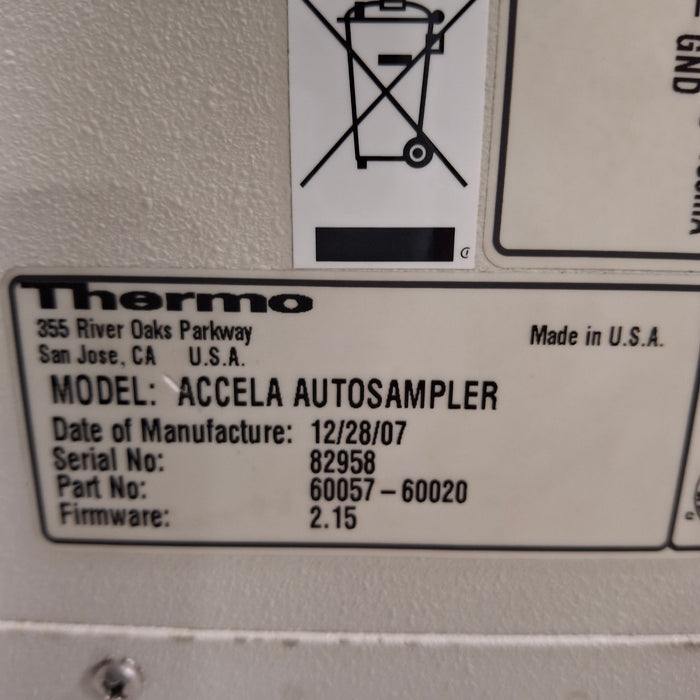 GND
Thermo
355 River Oaks Parkway
San Jose, CA U.S.A.
Made in U.S.A.
MODEL: ACCELA AUTOSAMPLER
Date of Manufacture: 12/28/07
Serial No: 82958
Part No: 60057-60020
Firmware: 2.15